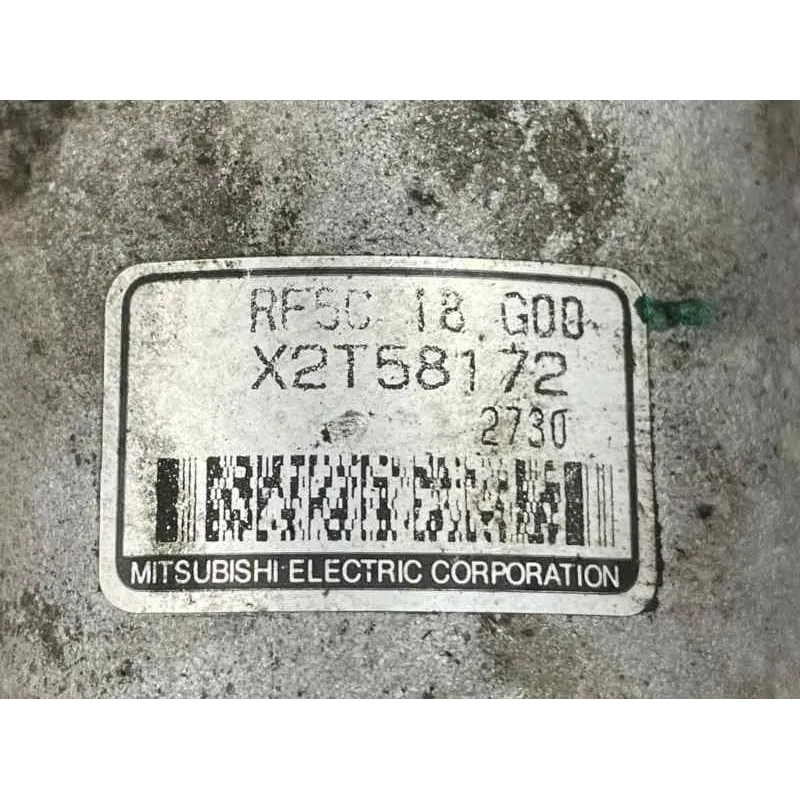 RF5C 18 G00
X2T58172
2730
MITSUBISHI ELECTRIC CORPORATION